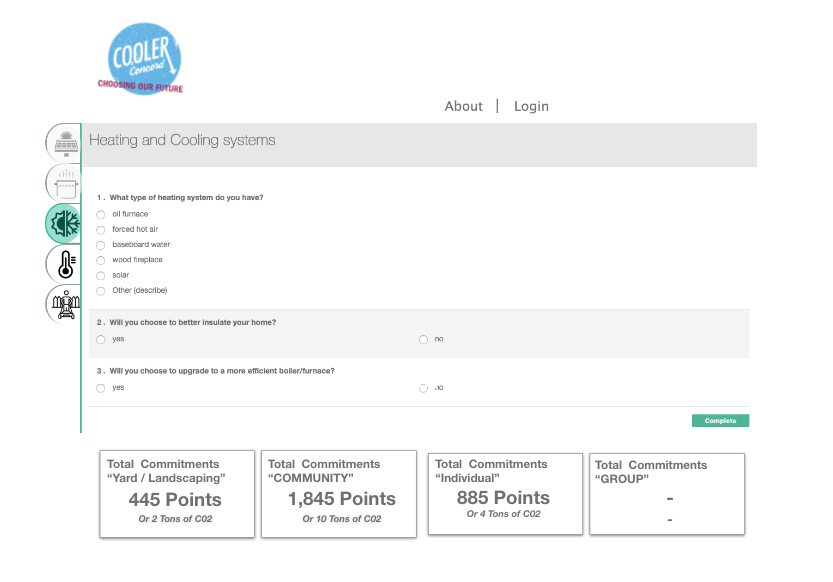 COOLER
Concord
CHOOSING OUR FUTURE
About | Login
Heating and Cooling systems
1 . What type of heating system do you have?
oil furnace
forced hot air
baseboard water
wood fireplace
solar
Other (describe)
2 . Will you choose to better insulate your home?
yes no
3 . Will you choose to upgrade to a more efficient boiler/furnace?
yes no
Complete
Total Commitments
“Yard / Landscaping”
445 Points
Or 2 Tons of C02
Total Commitments
“COMMUNITY”
1,845 Points
Or 10 Tons of C02
Total Commitments
“Individual”
885 Points
Or 4 Tons of C02
Total Commitments
“GROUP”
-
-